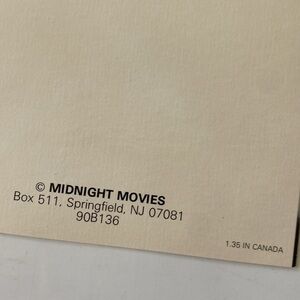 © MIDNIGHT MOVIES
Box 511, Springfield, NJ 07081
90B136
1.35 IN CANADA